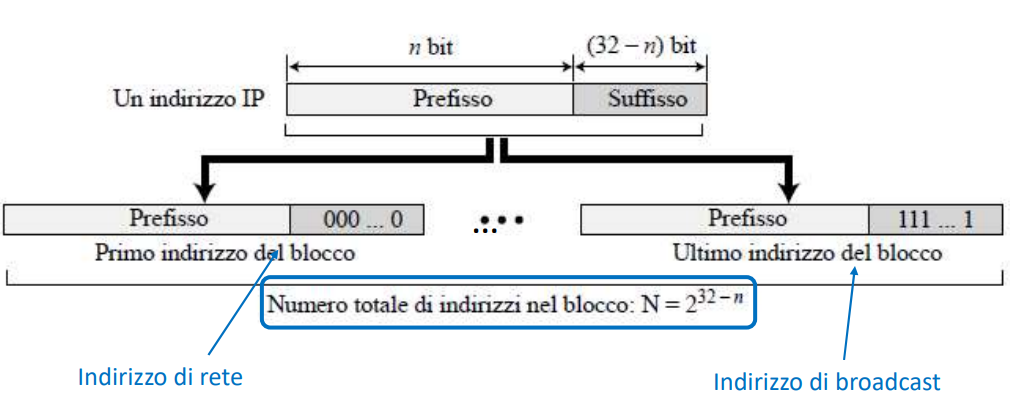 n bit
(32 − n) bit
Un indirizzo IP
Prefisso
Suffisso
Prefisso
000 ... 0
...
Prefisso
111 ... 1
Primo indirizzo del blocco
Ultimo indirizzo del blocco
Numero totale di indirizzi nel blocco: N = 2^{32 − n}
Indirizzo di rete
Indirizzo di broadcast